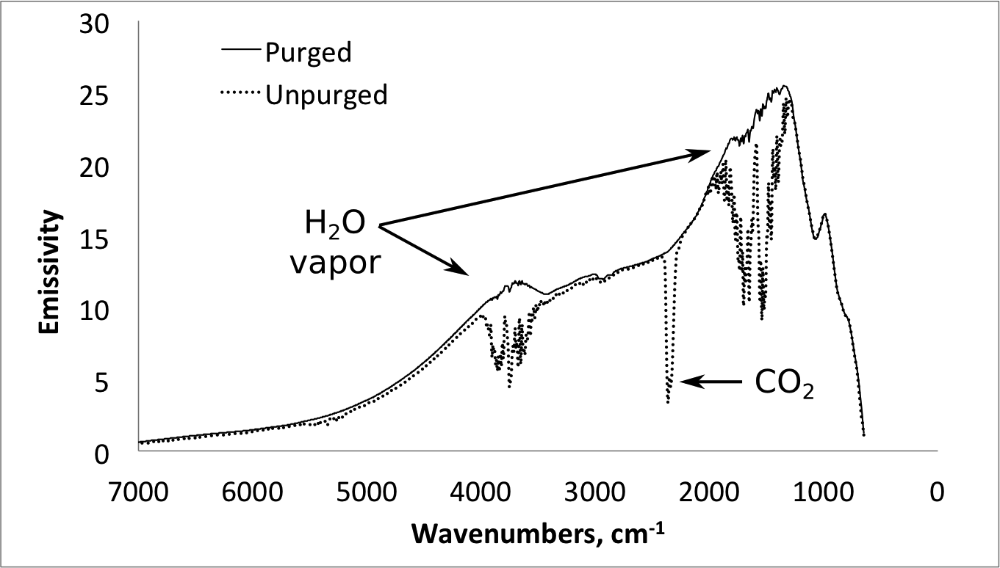 30
25
20
15
10
5
0
Emissivity
Purged
Unpurged
H₂O
vapor
CO₂
7000 6000 5000 4000 3000 2000 1000 0
Wavenumbers, cm⁻¹